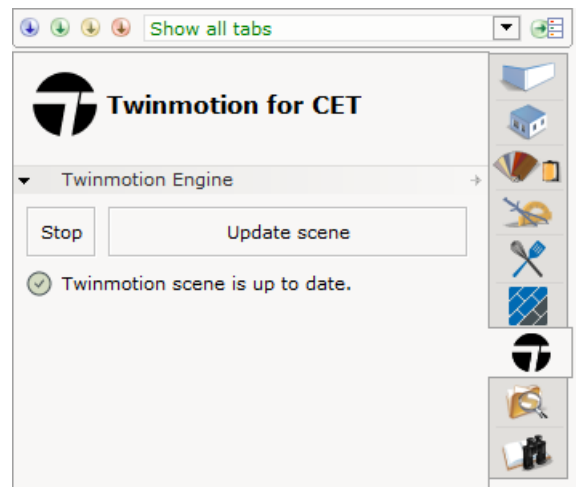 Show all tabs
Twinmotion for CET
Twinmotion Engine
Stop
Update scene
Twinmotion scene is up to date.